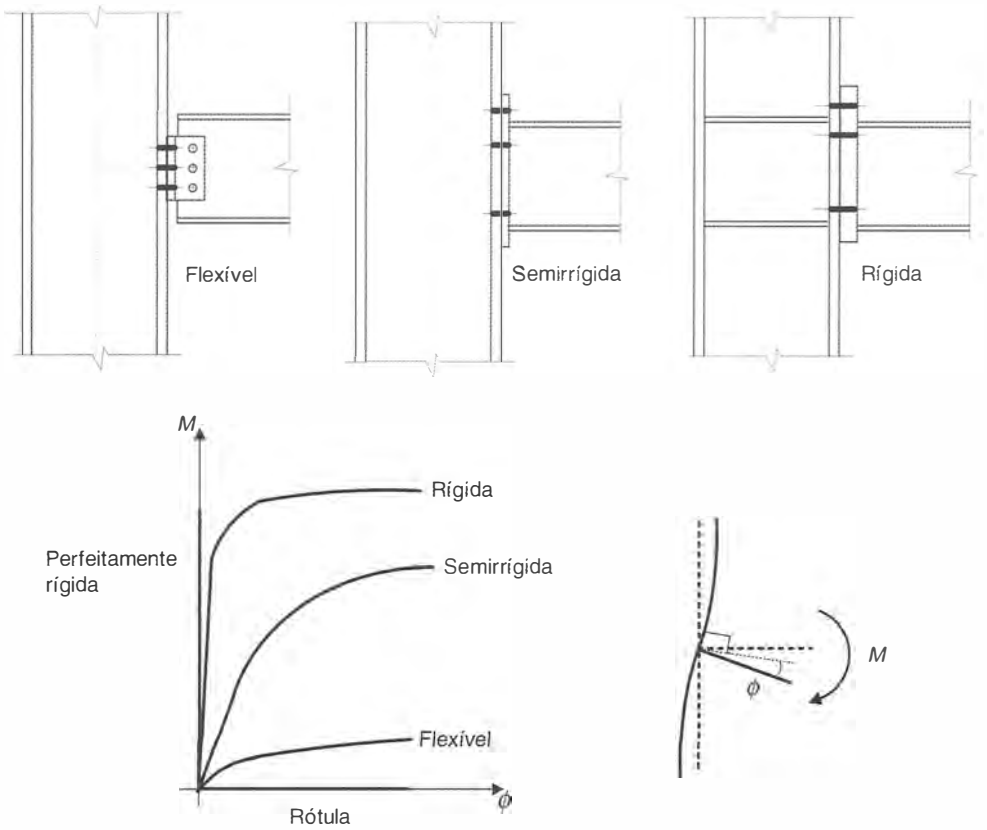 Flexível
Semirrígida
Rígida
M
Rígida
Perfeitamente
rígida
Semirrígida
Flexível
Rótula
ϕ
M
ϕ